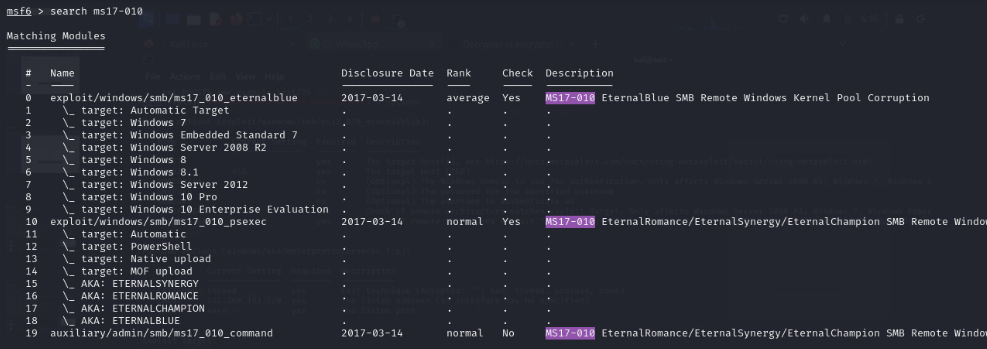 msf6 > search ms17-010
Matching Modules
# Name Disclosure Date Rank Check Description
- ---- --------------- ---- ----- -----------
0 exploit/windows/smb/ms17_010_eternalblue 2017-03-14 average Yes MS17-010 EternalBlue SMB Remote Windows Kernel Pool Corruption
1 \_ target: Automatic Target . . . .
2 \_ target: Windows 7 . . . .
3 \_ target: Windows Embedded Standard 7 . . . .
4 \_ target: Windows Server 2008 R2 . . . .
5 \_ target: Windows 8 . . . .
6 \_ target: Windows 8.1 . . . .
7 \_ target: Windows Server 2012 . . . .
8 \_ target: Windows 10 Pro . . . .
9 \_ target: Windows 10 Enterprise Evaluation . . . .
10 exploit/windows/smb/ms17_010_psexec 2017-03-14 normal Yes MS17-010 EternalRomance/EternalSynergy/EternalChampion SMB Remote Window
11 \_ target: Automatic . . . .
12 \_ target: PowerShell . . . .
13 \_ target: Native upload . . . .
14 \_ target: MOF upload . . . .
15 \_ AKA: ETERNALSYNERGY . . . .
16 \_ AKA: ETERNALROMANCE . . . .
17 \_ AKA: ETERNALCHAMPION . . . .
18 \_ AKA: ETERNALBLUE . . . .
19 auxiliary/admin/smb/ms17_010_command 2017-03-14 normal No MS17-010 EternalRomance/EternalSynergy/EternalChampion SMB Remote Window